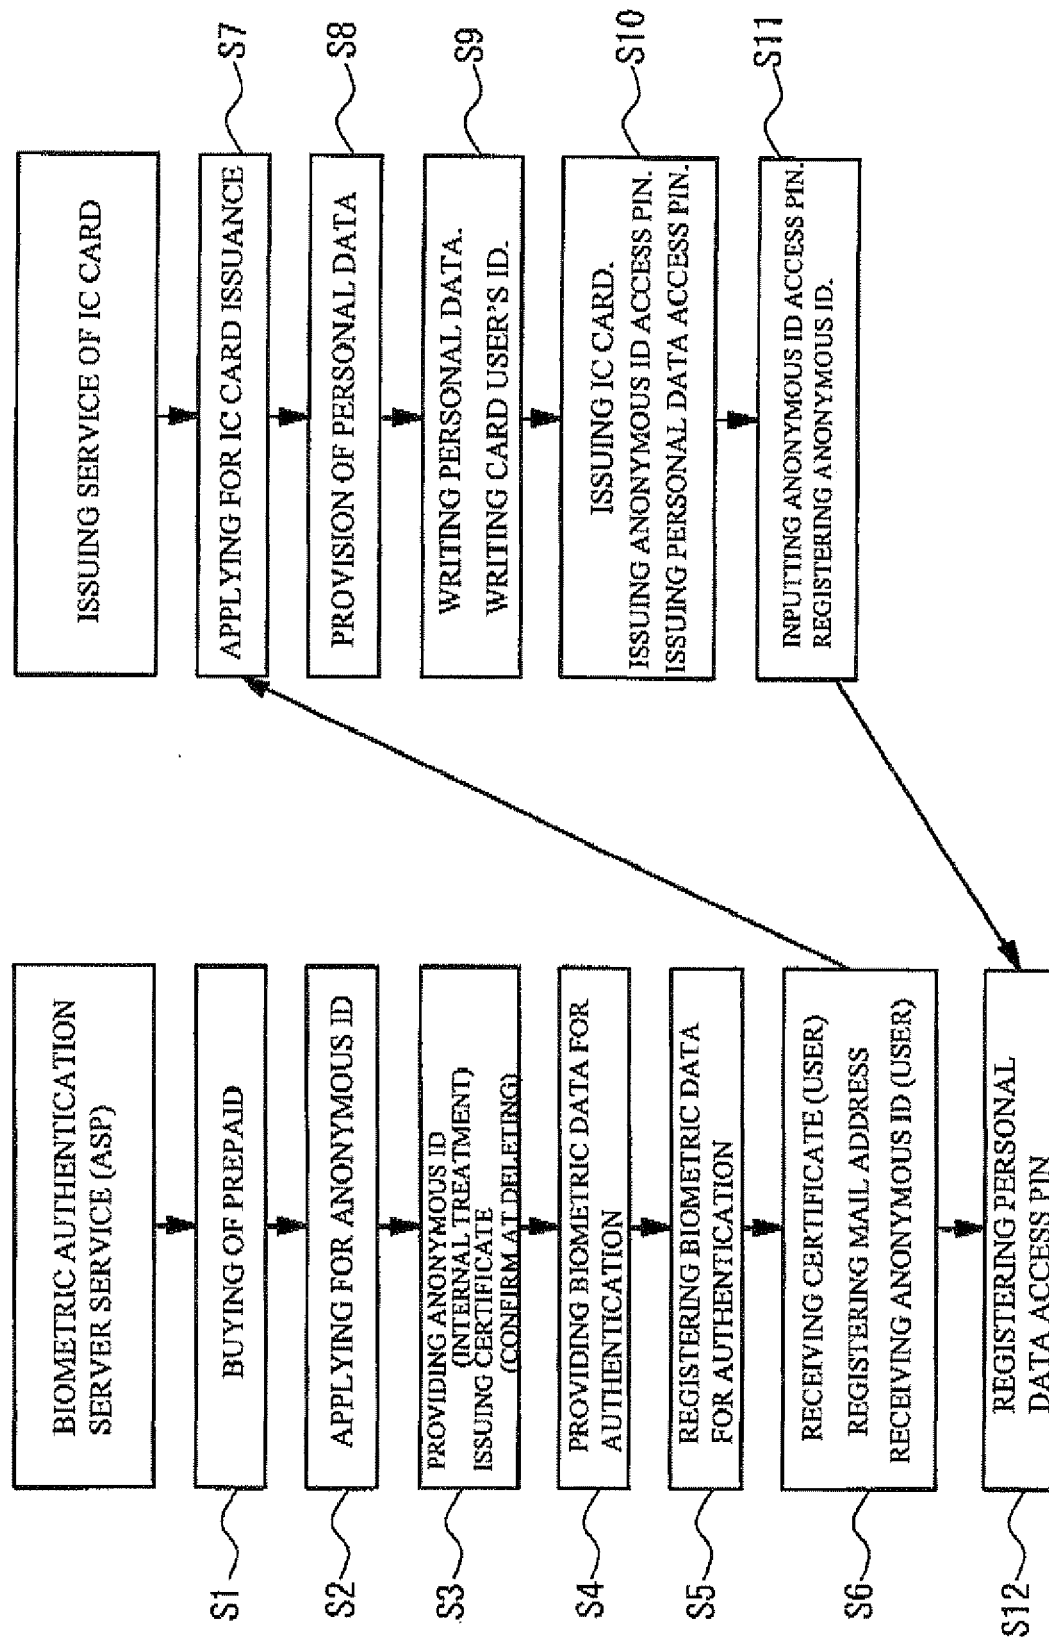 BIOMETRIC AUTHENTICATION
SERVER SERVICE (ASP)
S1
BUYING OF PREPAID
S2
APPLYING FOR ANONYMOUS ID
S3
PROVIDING ANONYMOUS ID
(INTERNAL TREATMENT)
ISSUING CERTIFICATE
(CONFIRM AT DELETING)
S4
PROVIDING BIOMETRIC DATA FOR
AUTHENTICATION
S5
REGISTERING BIOMETRIC DATA
FOR AUTHENTICATION
S6
RECEIVING CERTIFICATE (USER)
REGISTERING MAIL ADDRESS
RECEIVING ANONYMOUS ID (USER)
S12
REGISTERING PERSONAL
DATA ACCESS PIN
ISSUING SERVICE OF IC CARD
APPLYING FOR IC CARD ISSUANCE
S7
PROVISION OF PERSONAL DATA
S8
WRITING PERSONAL DATA.
WRITING CARD USER'S ID.
S9
ISSUING IC CARD.
ISSUING ANONYMOUS ID ACCESS PIN.
ISSUING PERSONAL DATA ACCESS PIN.
S10
INPUTTING ANONYMOUS ID ACCESS PIN.
REGISTERING ANONYMOUS ID.
S11